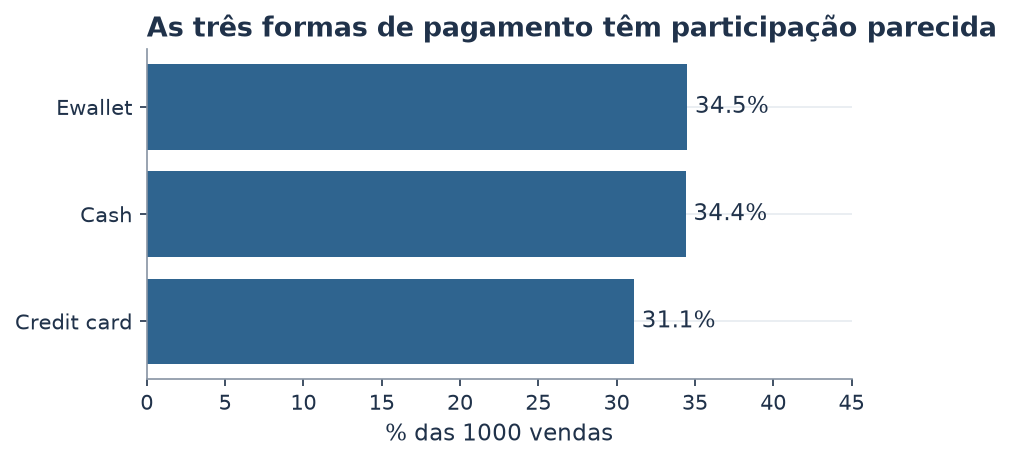 As três formas de pagamento têm participação parecida
Ewallet 34.5%
Cash 34.4%
Credit card 31.1%
0 5 10 15 20 25 30 35 40 45
% das 1000 vendas